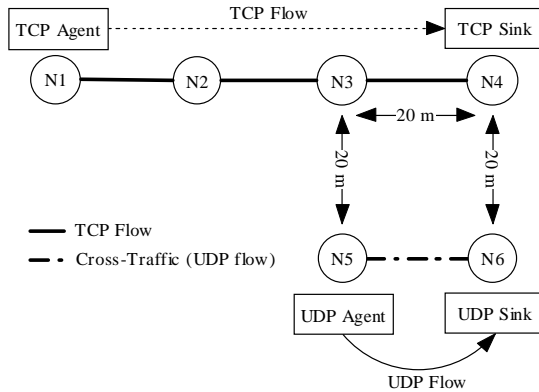 TCP Flow
TCP Agent
TCP Sink
N1
N2
N3
N4
20 m
20 m
20 m
TCP Flow
Cross-Traffic (UDP flow)
N5
N6
UDP Agent
UDP Sink
UDP Flow